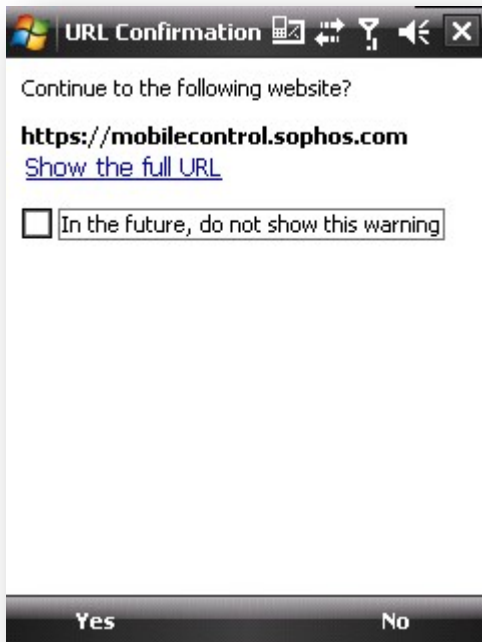 URL Confirmation
Continue to the following website?
https://mobilecontrol.sophos.com
Show the full URL
In the future, do not show this warning
Yes No